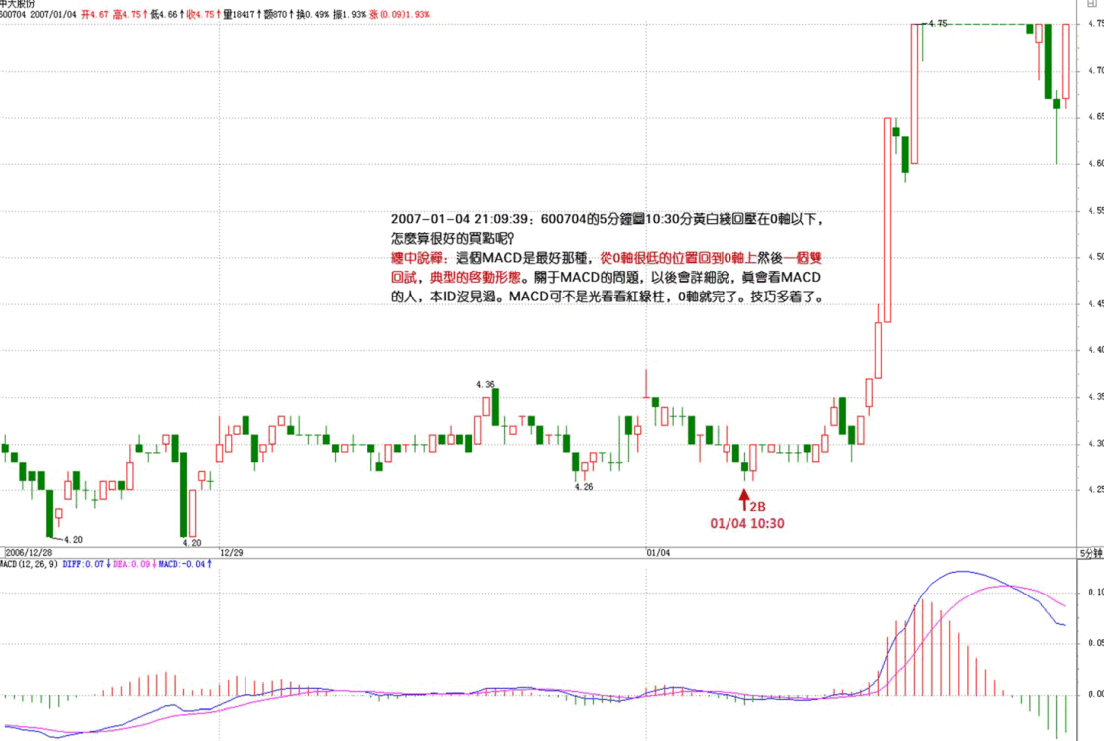 中大股份
600704 2007/01/04 开4.67 高4.75↑低4.66↑收4.75↑量18417↑额870↑换0.49% 振1.93% 涨(0.09)1.93%
4.75
4.75
4.70
4.65
4.60
4.55
2007-01-04 21:09:39：600704的5分鐘圖10:30分黃白綫回壓在0軸以下，
怎麼算很好的買點呢?
纏中說禪：這個MACD是最好那種，從0軸很低的位置回到0軸上然後一個雙
回試，典型的啓動形態。關于MACD的問題，以後會詳細說，眞會看MACD
的人，本ID沒見過。MACD可不是光看看紅綠柱，0軸就完了。技巧多着了。
4.50
4.45
4.40
4.36
4.35
4.30
4.26
4.25
2B
01/04 10:30
4.20
4.20
2006/12/28
12/29
01/04
5分钟
MACD(12,26,9) DIFF:0.07↓DEA:0.09↓MACD:-0.04↑
0.10
0.05
0.00